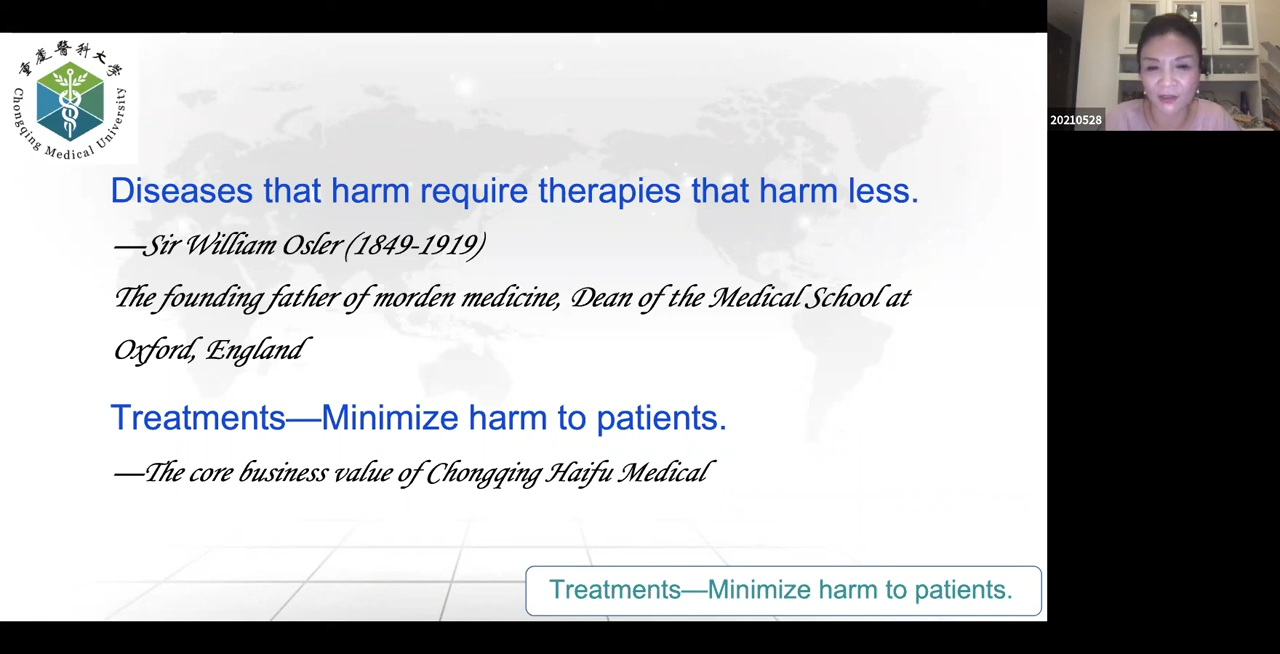 重慶醫科大學
Chongqing Medical University
20210528
Diseases that harm require therapies that harm less.
—Sir William Osler (1849-1919)
The founding father of morden medicine, Dean of the Medical School at
Oxford, England
Treatments—Minimize harm to patients.
—The core business value of Chongqing Haifu Medical
Treatments—Minimize harm to patients.